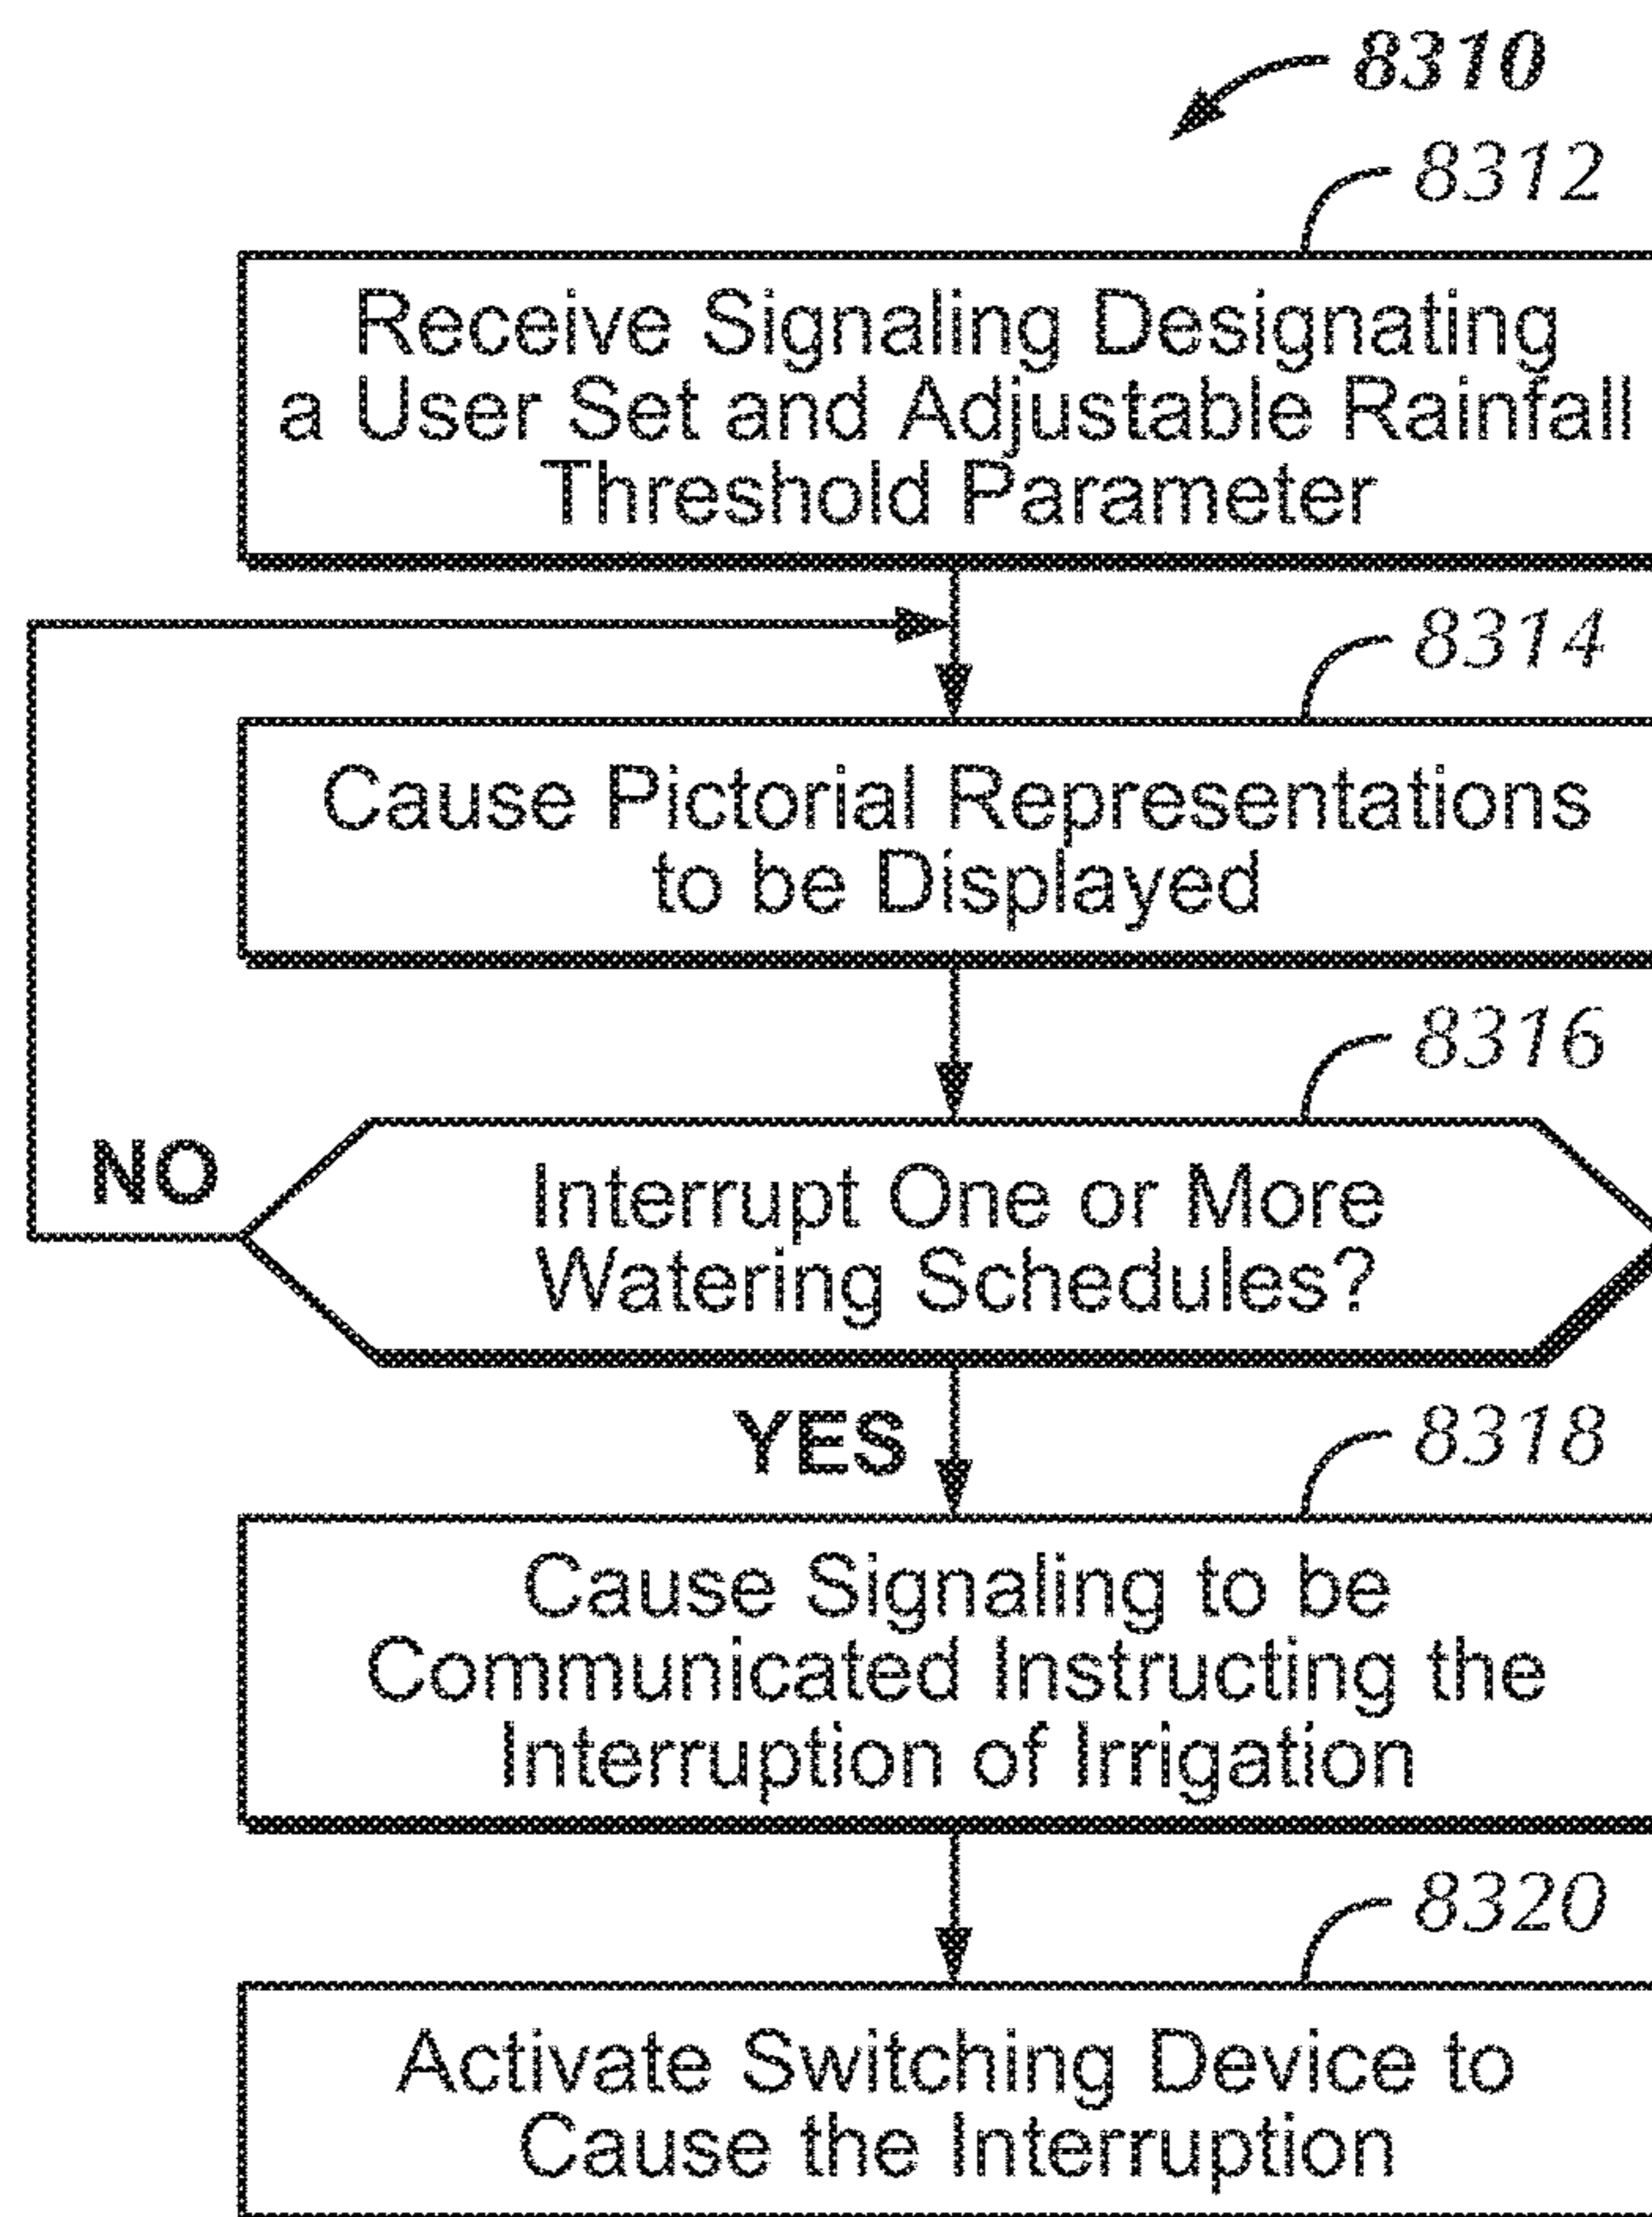 8310
8312
Receive Signaling Designating
a User Set and Adjustable Rainfall
Threshold Parameter
8314
Cause Pictorial Representations
to be Displayed
8316
NO
Interrupt One or More
Watering Schedules?
YES
8318
Cause Signaling to be
Communicated Instructing the
Interruption of Irrigation
8320
Activate Switching Device to
Cause the Interruption